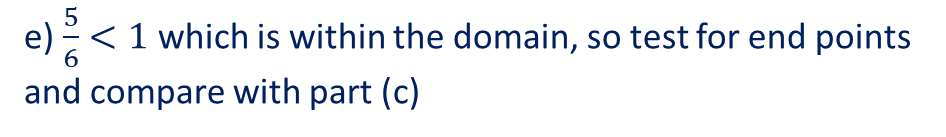 e) 5/6 < 1 which is within the domain, so test for end points
and compare with part (c)